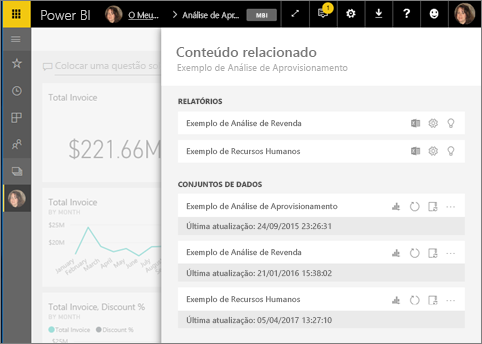 Power BI
O Meu...
Análise de Apr...
MBI
1
Colocar uma questão so
Total Invoice
$221.66M
Total Invoice
BY MONTH
$25M
$20M
January
February
March
April
May
June
July
August
Total Invoice, Discount %
BY MONTH
Total Invoice Discount %
$25M
Conteúdo relacionado
Exemplo de Análise de Aprovisionamento
RELATÓRIOS
Exemplo de Análise de Revenda
Exemplo de Recursos Humanos
CONJUNTOS DE DADOS
Exemplo de Análise de Aprovisionamento
Última atualização: 24/09/2015 23:26:31
Exemplo de Análise de Revenda
Última atualização: 21/01/2016 15:38:02
Exemplo de Recursos Humanos
Última atualização: 05/04/2017 13:27:10